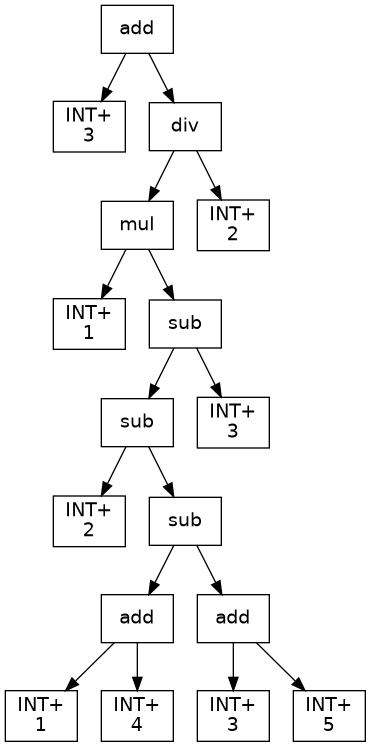 add
INT+
3
div
mul
INT+
2
INT+
1
sub
sub
INT+
3
INT+
2
sub
add
add
INT+
1
INT+
4
INT+
3
INT+
5